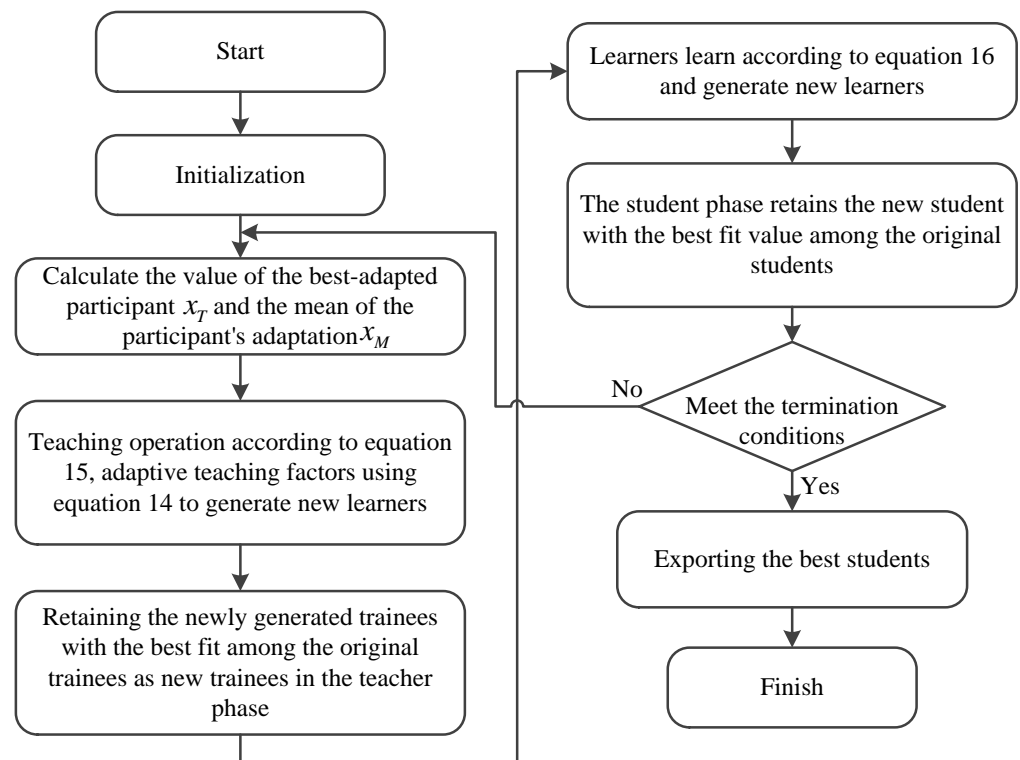 Start
Initialization
Calculate the value of the best-adapted
participant x_T and the mean of the
participant's adaptation x_M
Teaching operation according to equation
15, adaptive teaching factors using
equation 14 to generate new learners
Retaining the newly generated trainees
with the best fit among the original
trainees as new trainees in the teacher
phase
Learners learn according to equation 16
and generate new learners
The student phase retains the new student
with the best fit value among the original
students
No
Meet the termination
conditions
Yes
Exporting the best students
Finish